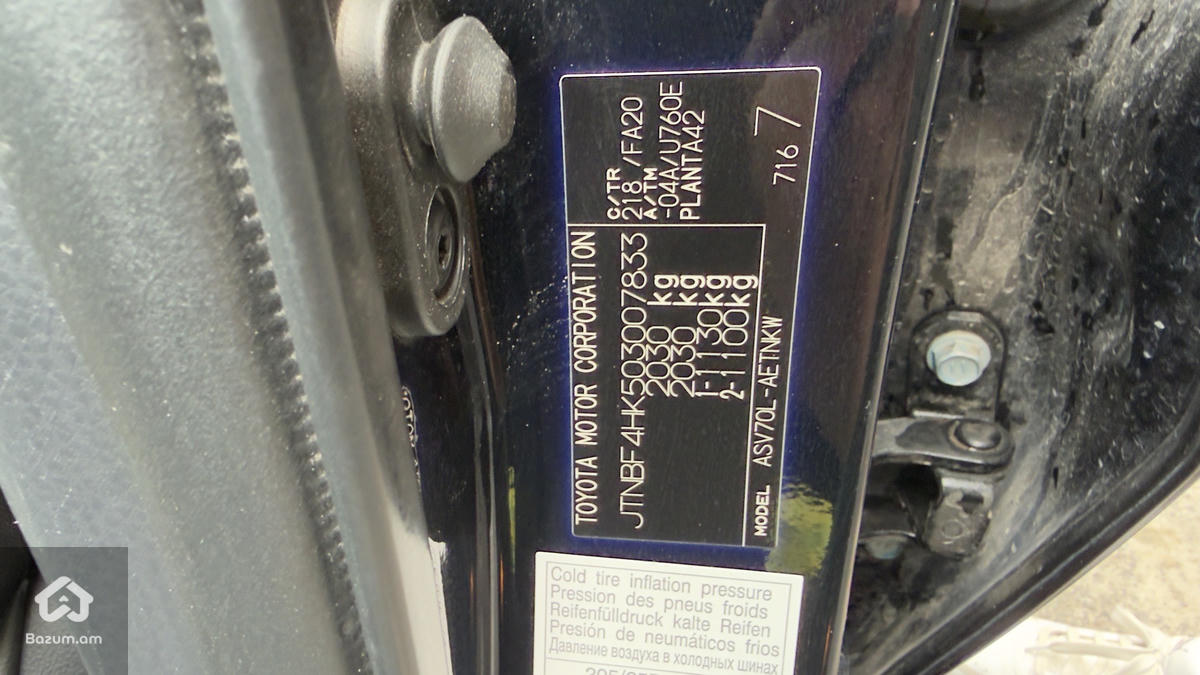 TOYOTA MOTOR CORPORATION
JTNBF4HK503007833
2030 kg
2030 kg
1-1130kg
2-1100kg
C/TR
218 /FA20
A/TM
-04A/U760E
PLANTA42
MODEL ASV70L-AETNKW
716 7
Cold tire inflation pressure
Pression des pneus froids
Reifenfülldruck kalte Reifen
Presión de neumáticos frios
Давление воздуха в холодных шинах
Bazum.am